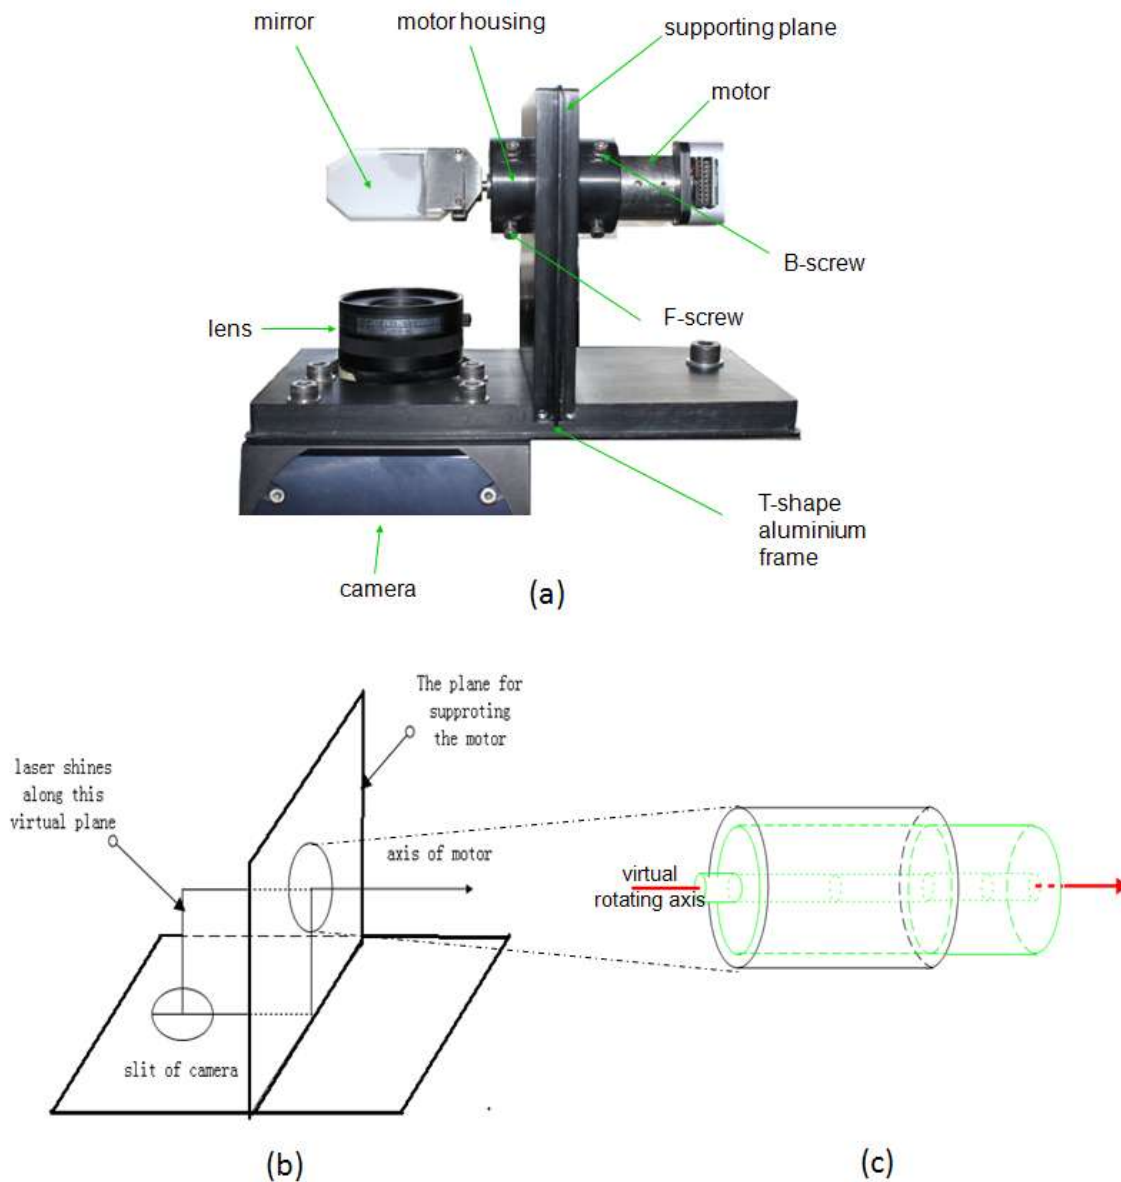 mirror
motor housing
supporting plane
motor
B-screw
F-screw
lens
T-shape
aluminium
frame
camera
(a)
The plane for
supproting
the motor
laser shines
along this
virtual plane
axis of motor
slit of camera
(b)
virtual
rotating axis
(c)